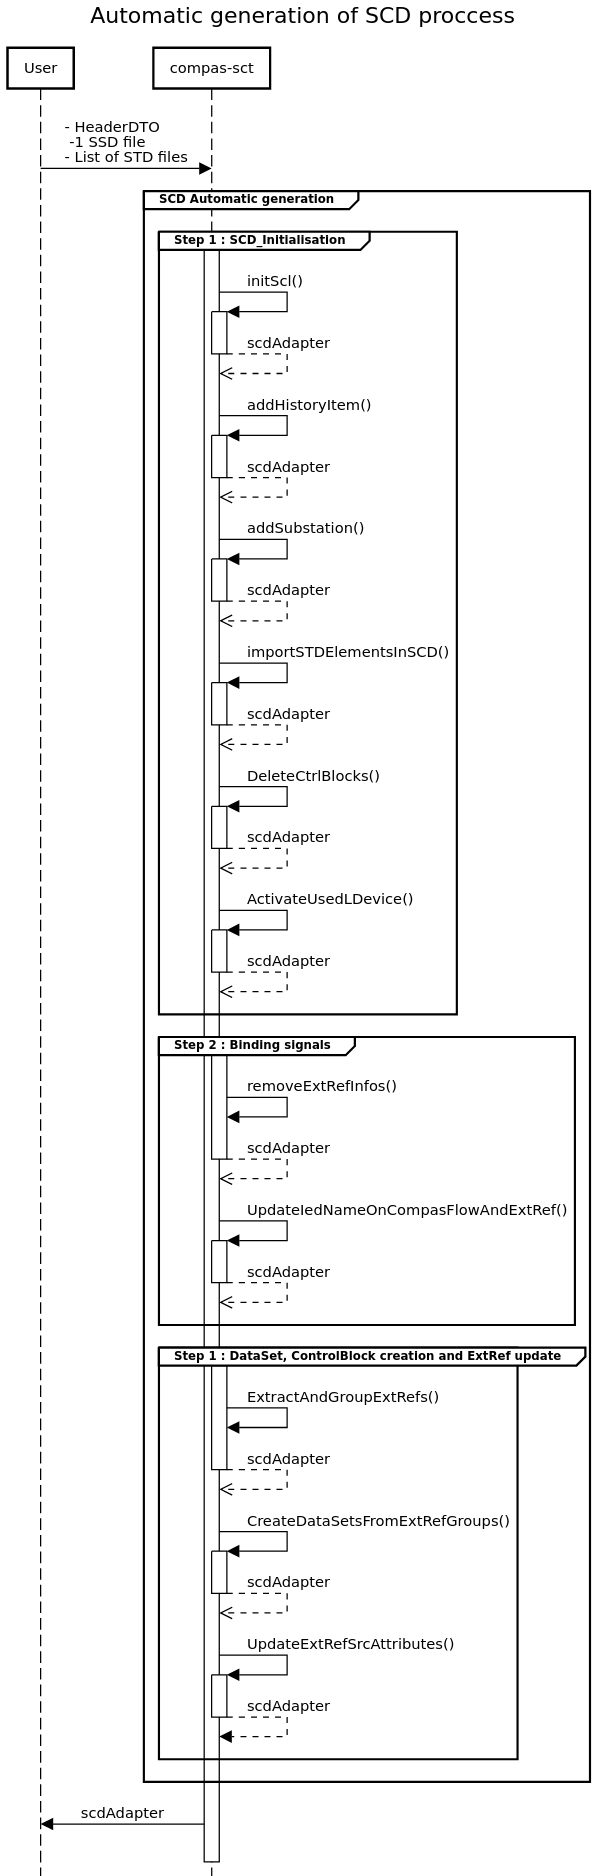 Automatic generation of SCD proccess
User
compas-sct
- HeaderDTO
-1 SSD file
- List of STD files
SCD Automatic generation
Step 1 : SCD_Initialisation
initScl()
scdAdapter
addHistoryItem()
scdAdapter
addSubstation()
scdAdapter
importSTDElementsInSCD()
scdAdapter
DeleteCtrlBlocks()
scdAdapter
ActivateUsedLDevice()
scdAdapter
Step 2 : Binding signals
removeExtRefInfos()
scdAdapter
UpdateIedNameOnCompasFlowAndExtRef()
scdAdapter
Step 1 : DataSet, ControlBlock creation and ExtRef update
ExtractAndGroupExtRefs()
scdAdapter
CreateDataSetsFromExtRefGroups()
scdAdapter
UpdateExtRefSrcAttributes()
scdAdapter
scdAdapter